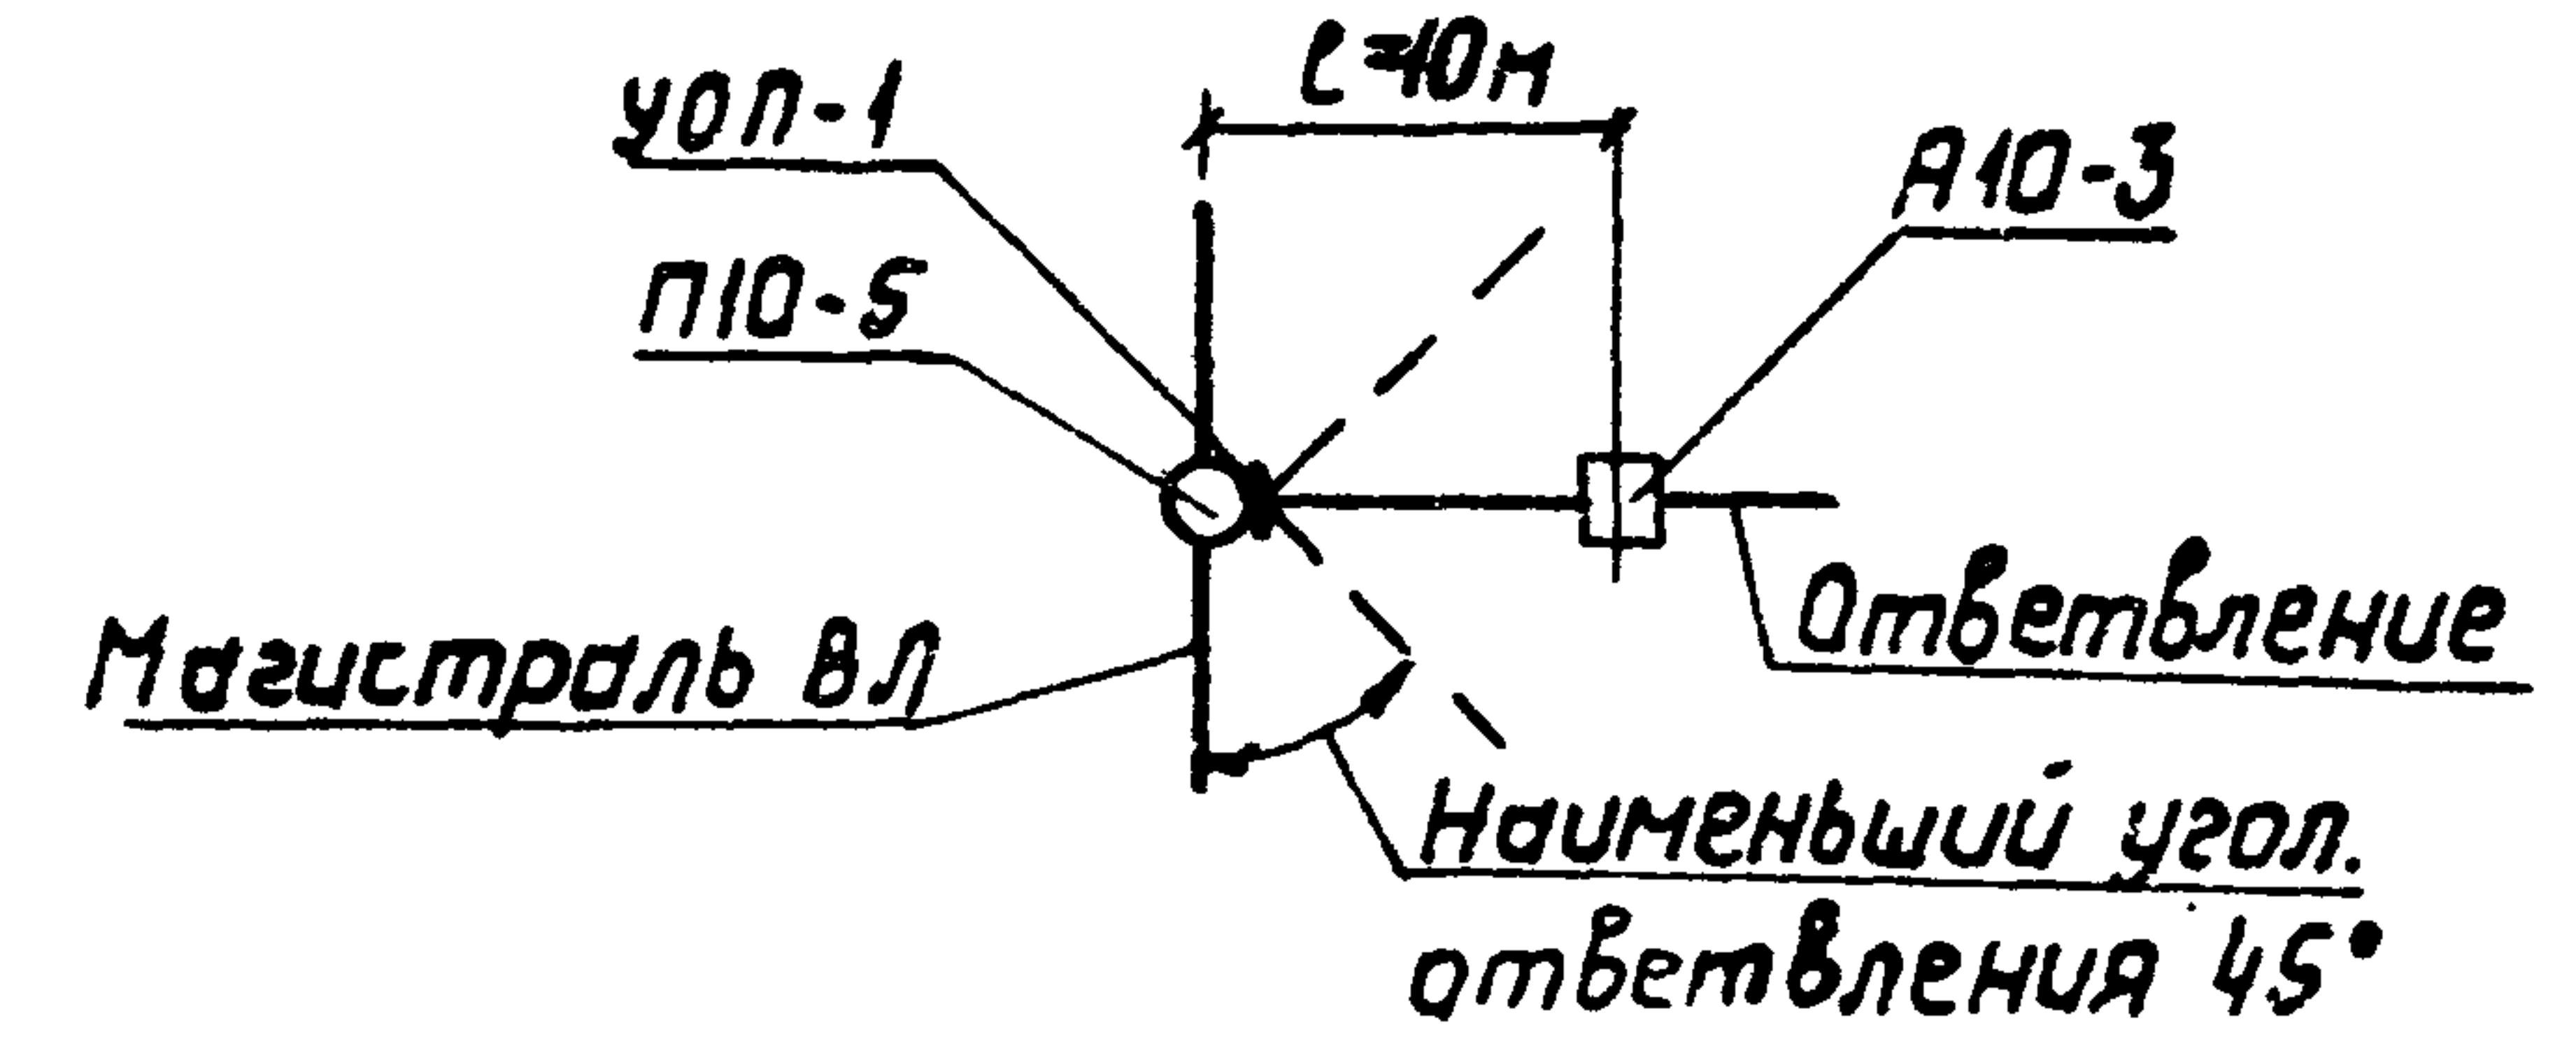 ℓ=10м
УОП-1
А10-3
П10-5
Ответвление
Магистраль ВЛ
Наименьший угол.
ответвления 45°